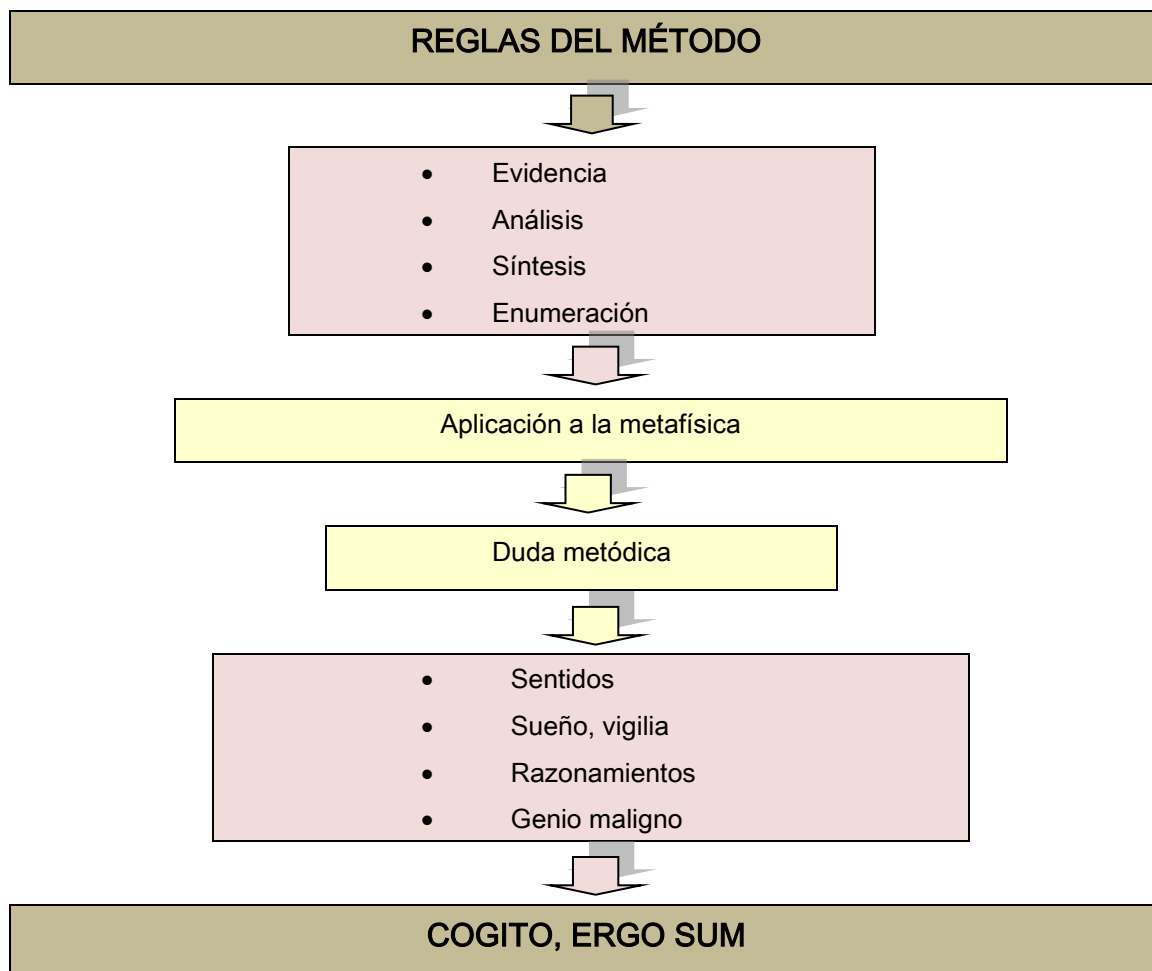 REGLAS DEL MÉTODO
• Evidencia
• Análisis
• Síntesis
• Enumeración
Aplicación a la metafísica
Duda metódica
• Sentidos
• Sueño, vigilia
• Razonamientos
• Genio maligno
COGITO, ERGO SUM